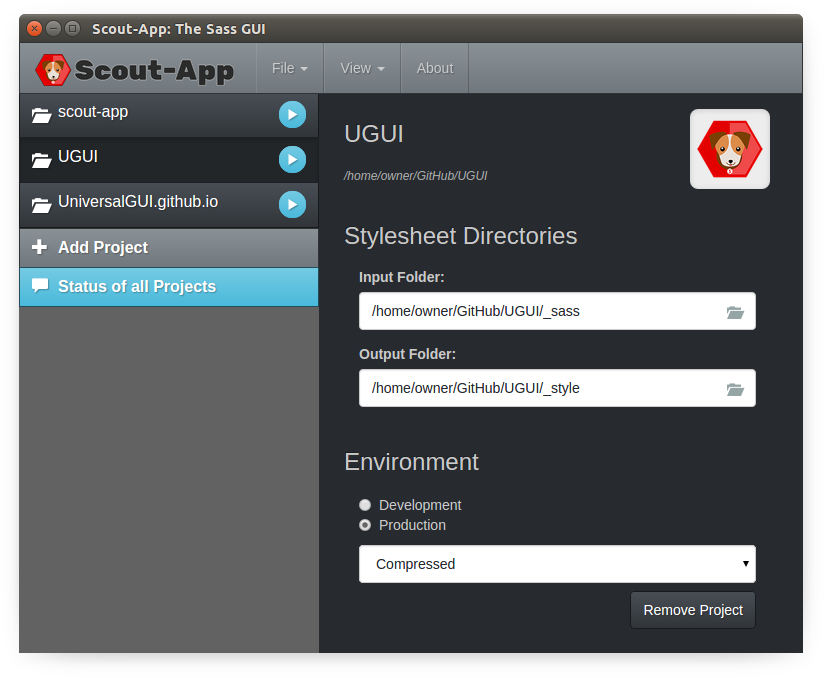 Scout-App: The Sass GUI
Scout-App
File
View
About
scout-app
UGUI
UniversalGUI.github.io
Add Project
Status of all Projects
UGUI
/home/owner/GitHub/UGUI
Stylesheet Directories
Input Folder:
/home/owner/GitHub/UGUI/_sass
Output Folder:
/home/owner/GitHub/UGUI/_style
Environment
Development
Production
Compressed
Remove Project